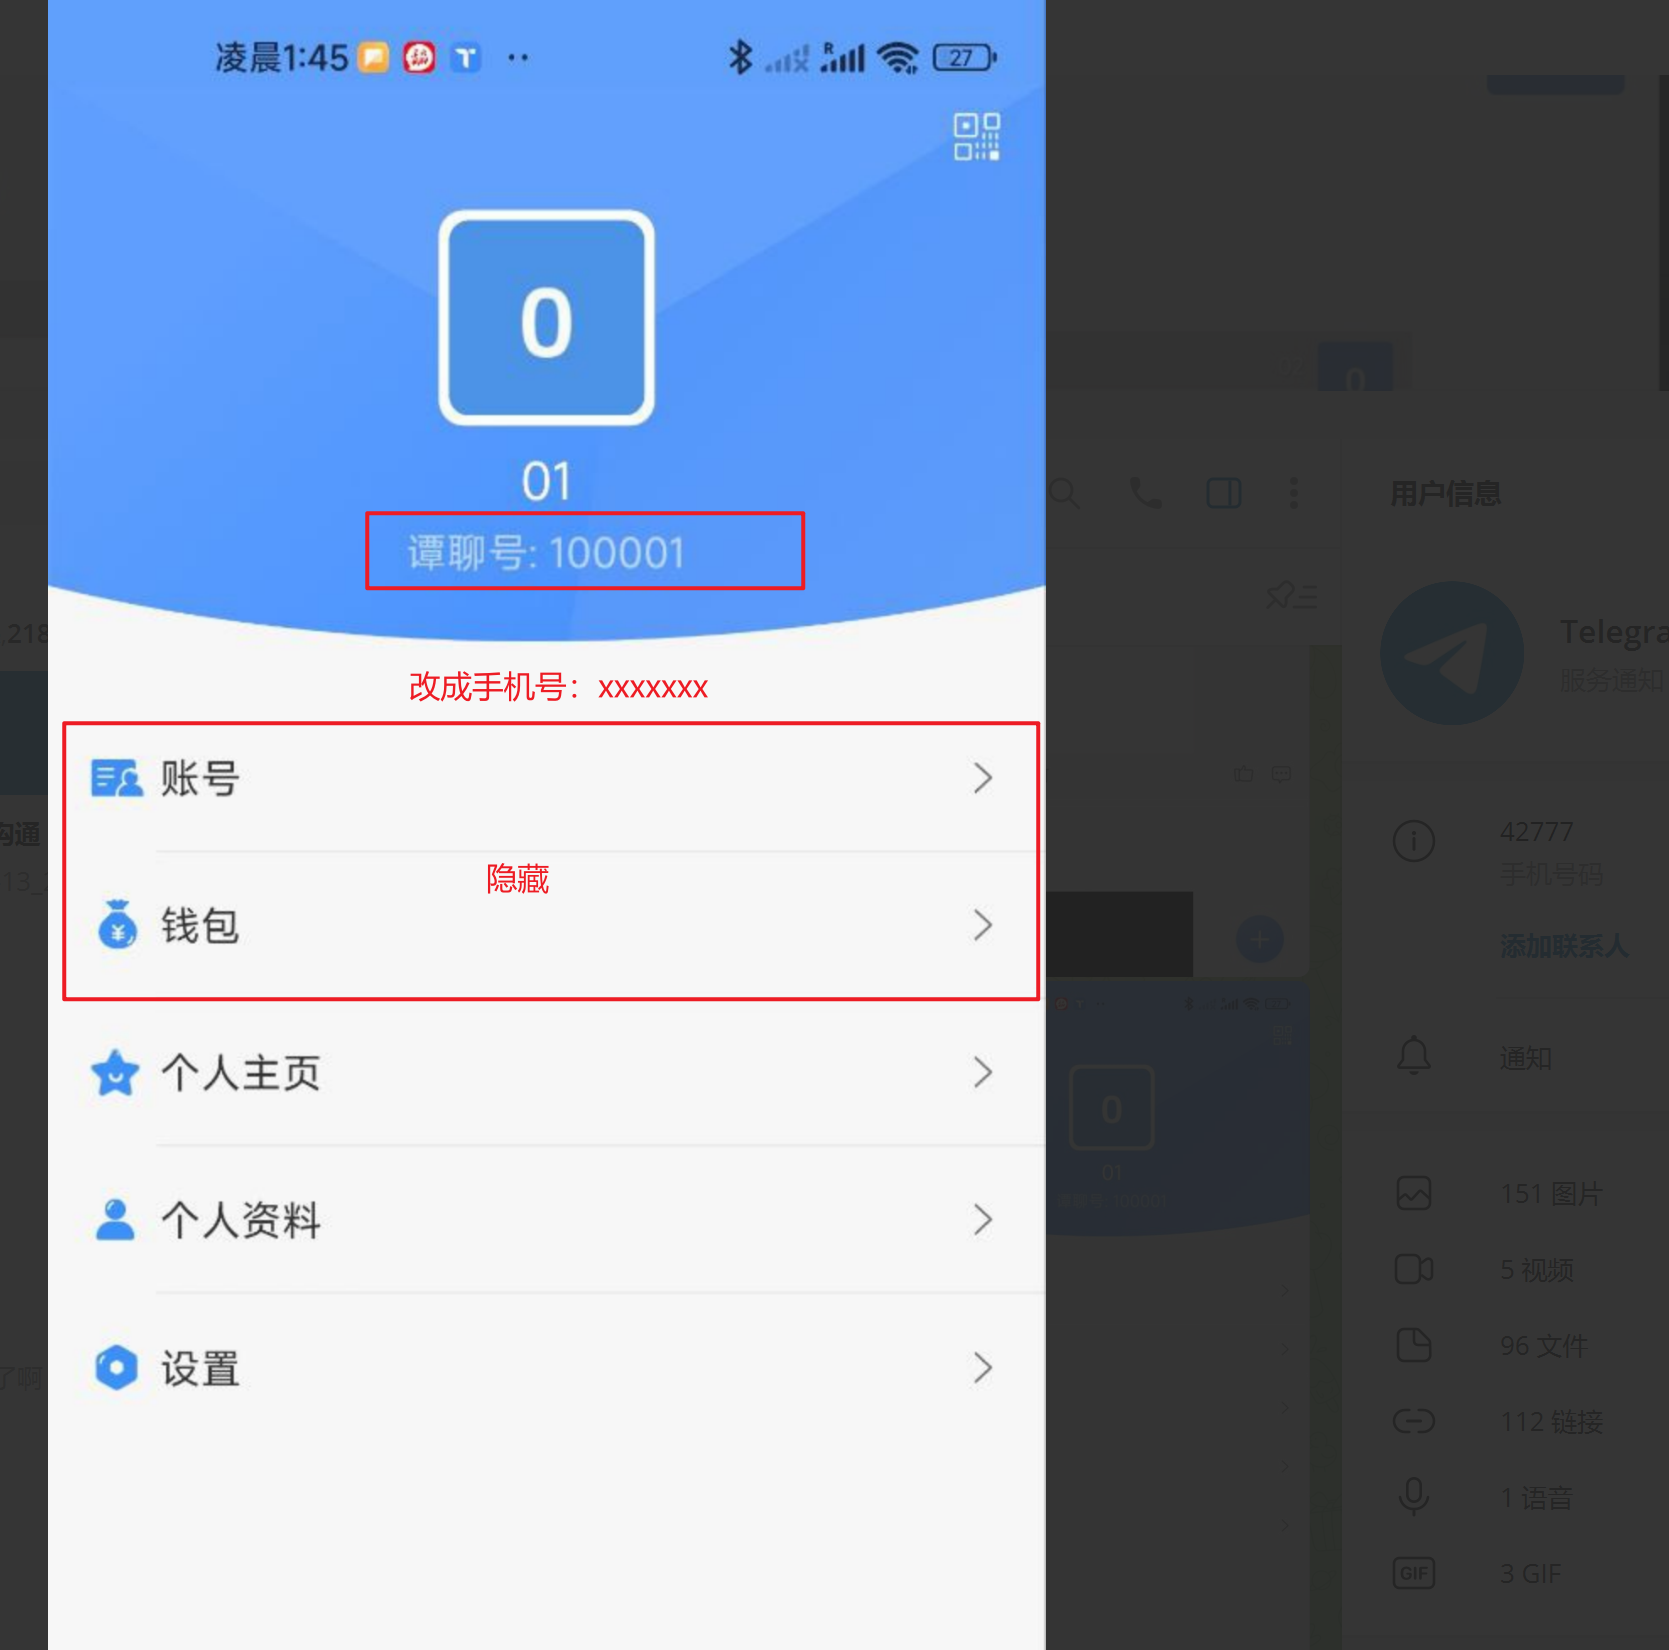 凌晨1:45
R
27
0
01
谭聊号: 100001
改成手机号：xxxxxxx
账号
隐藏
钱包
个人主页
个人资料
设置
0
.218
沟通
13_
了啊
0
01
用户信息
Telegra
服务通知
42777
手机号码
添加联系人
通知
151 图片
5 视频
96 文件
112 链接
1 语音
GIF
3 GIF